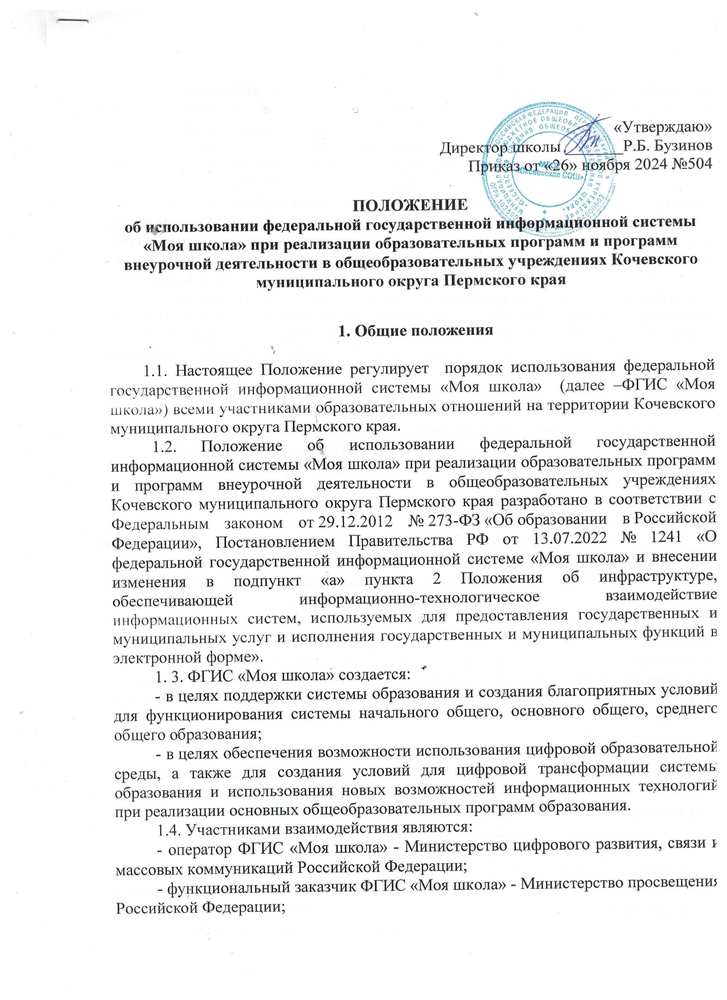 «Утверждаю»
Директор школы ________Р.Б. Бузинов
Приказ от «26» ноября 2024 №504
РОССИЙСКАЯ ФЕДЕРАЦИЯ ПЕРМСКИЙ КРАЙ
МБОУ
«Юксеевская СОШ»
ПОЛОЖЕНИЕ
об использовании федеральной государственной информационной системы
«Моя школа» при реализации образовательных программ и программ
внеурочной деятельности в общеобразовательных учреждениях Кочевского
муниципального округа Пермского края
1. Общие положения
1.1. Настоящее Положение регулирует порядок использования федеральной
государственной информационной системы «Моя школа» (далее –ФГИС «Моя
школа») всеми участниками образовательных отношений на территории Кочевского
муниципального округа Пермского края.
1.2. Положение об использовании федеральной государственной
информационной системы «Моя школа» при реализации образовательных программ
и программ внеурочной деятельности в общеобразовательных учреждениях
Кочевского муниципального округа Пермского края разработано в соответствии с
Федеральным законом от 29.12.2012 № 273-ФЗ «Об образовании в Российской
Федерации», Постановлением Правительства РФ от 13.07.2022 № 1241 «О
федеральной государственной информационной системе «Моя школа» и внесении
изменения в подпункт «а» пункта 2 Положения об инфраструктуре,
обеспечивающей информационно-технологическое взаимодействие
информационных систем, используемых для предоставления государственных и
муниципальных услуг и исполнения государственных и муниципальных функций в
электронной форме».
1. 3. ФГИС «Моя школа» создается:
- в целях поддержки системы образования и создания благоприятных условий
для функционирования системы начального общего, основного общего, среднего
общего образования;
- в целях обеспечения возможности использования цифровой образовательной
среды, а также для создания условий для цифровой трансформации системы
образования и использования новых возможностей информационных технологий
при реализации основных общеобразовательных программ образования.
1.4. Участниками взаимодействия являются:
- оператор ФГИС «Моя школа» - Министерство цифрового развития, связи и
массовых коммуникаций Российской Федерации;
- функциональный заказчик ФГИС «Моя школа» - Министерство просвещения
Российской Федерации;